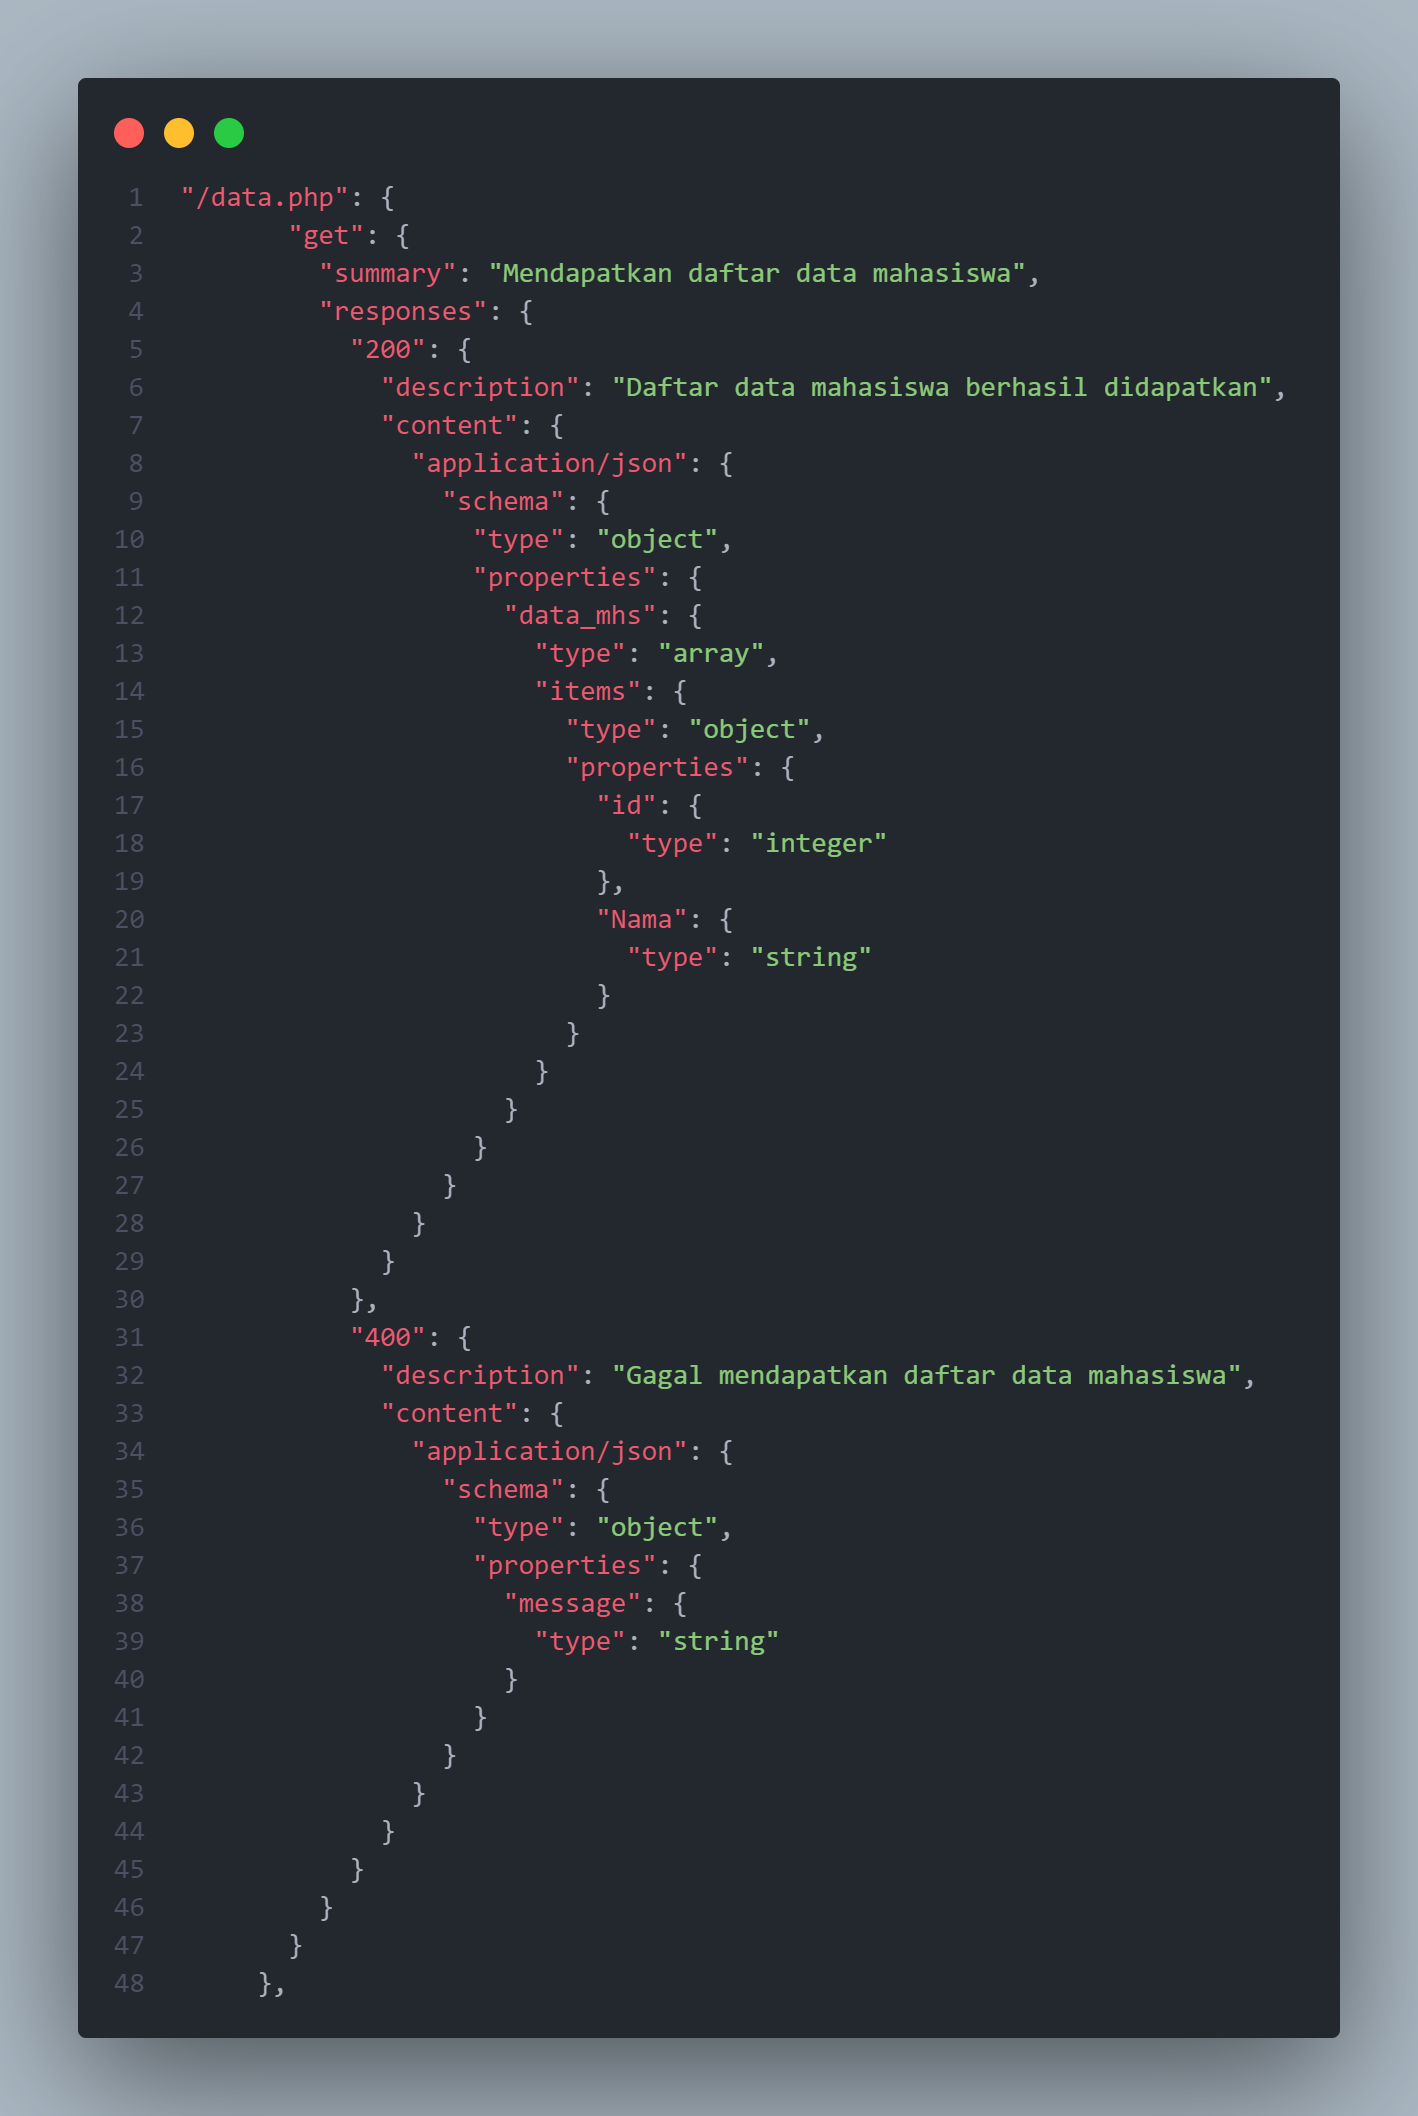 1 "/data.php": {
2 "get": {
3 "summary": "Mendapatkan daftar data mahasiswa",
4 "responses": {
5 "200": {
6 "description": "Daftar data mahasiswa berhasil didapatkan",
7 "content": {
8 "application/json": {
9 "schema": {
10 "type": "object",
11 "properties": {
12 "data_mhs": {
13 "type": "array",
14 "items": {
15 "type": "object",
16 "properties": {
17 "id": {
18 "type": "integer"
19 },
20 "Nama": {
21 "type": "string"
22 }
23 }
24 }
25 }
26 }
27 }
28 }
29 }
30 },
31 "400": {
32 "description": "Gagal mendapatkan daftar data mahasiswa",
33 "content": {
34 "application/json": {
35 "schema": {
36 "type": "object",
37 "properties": {
38 "message": {
39 "type": "string"
40 }
41 }
42 }
43 }
44 }
45 }
46 }
47 }
48 },